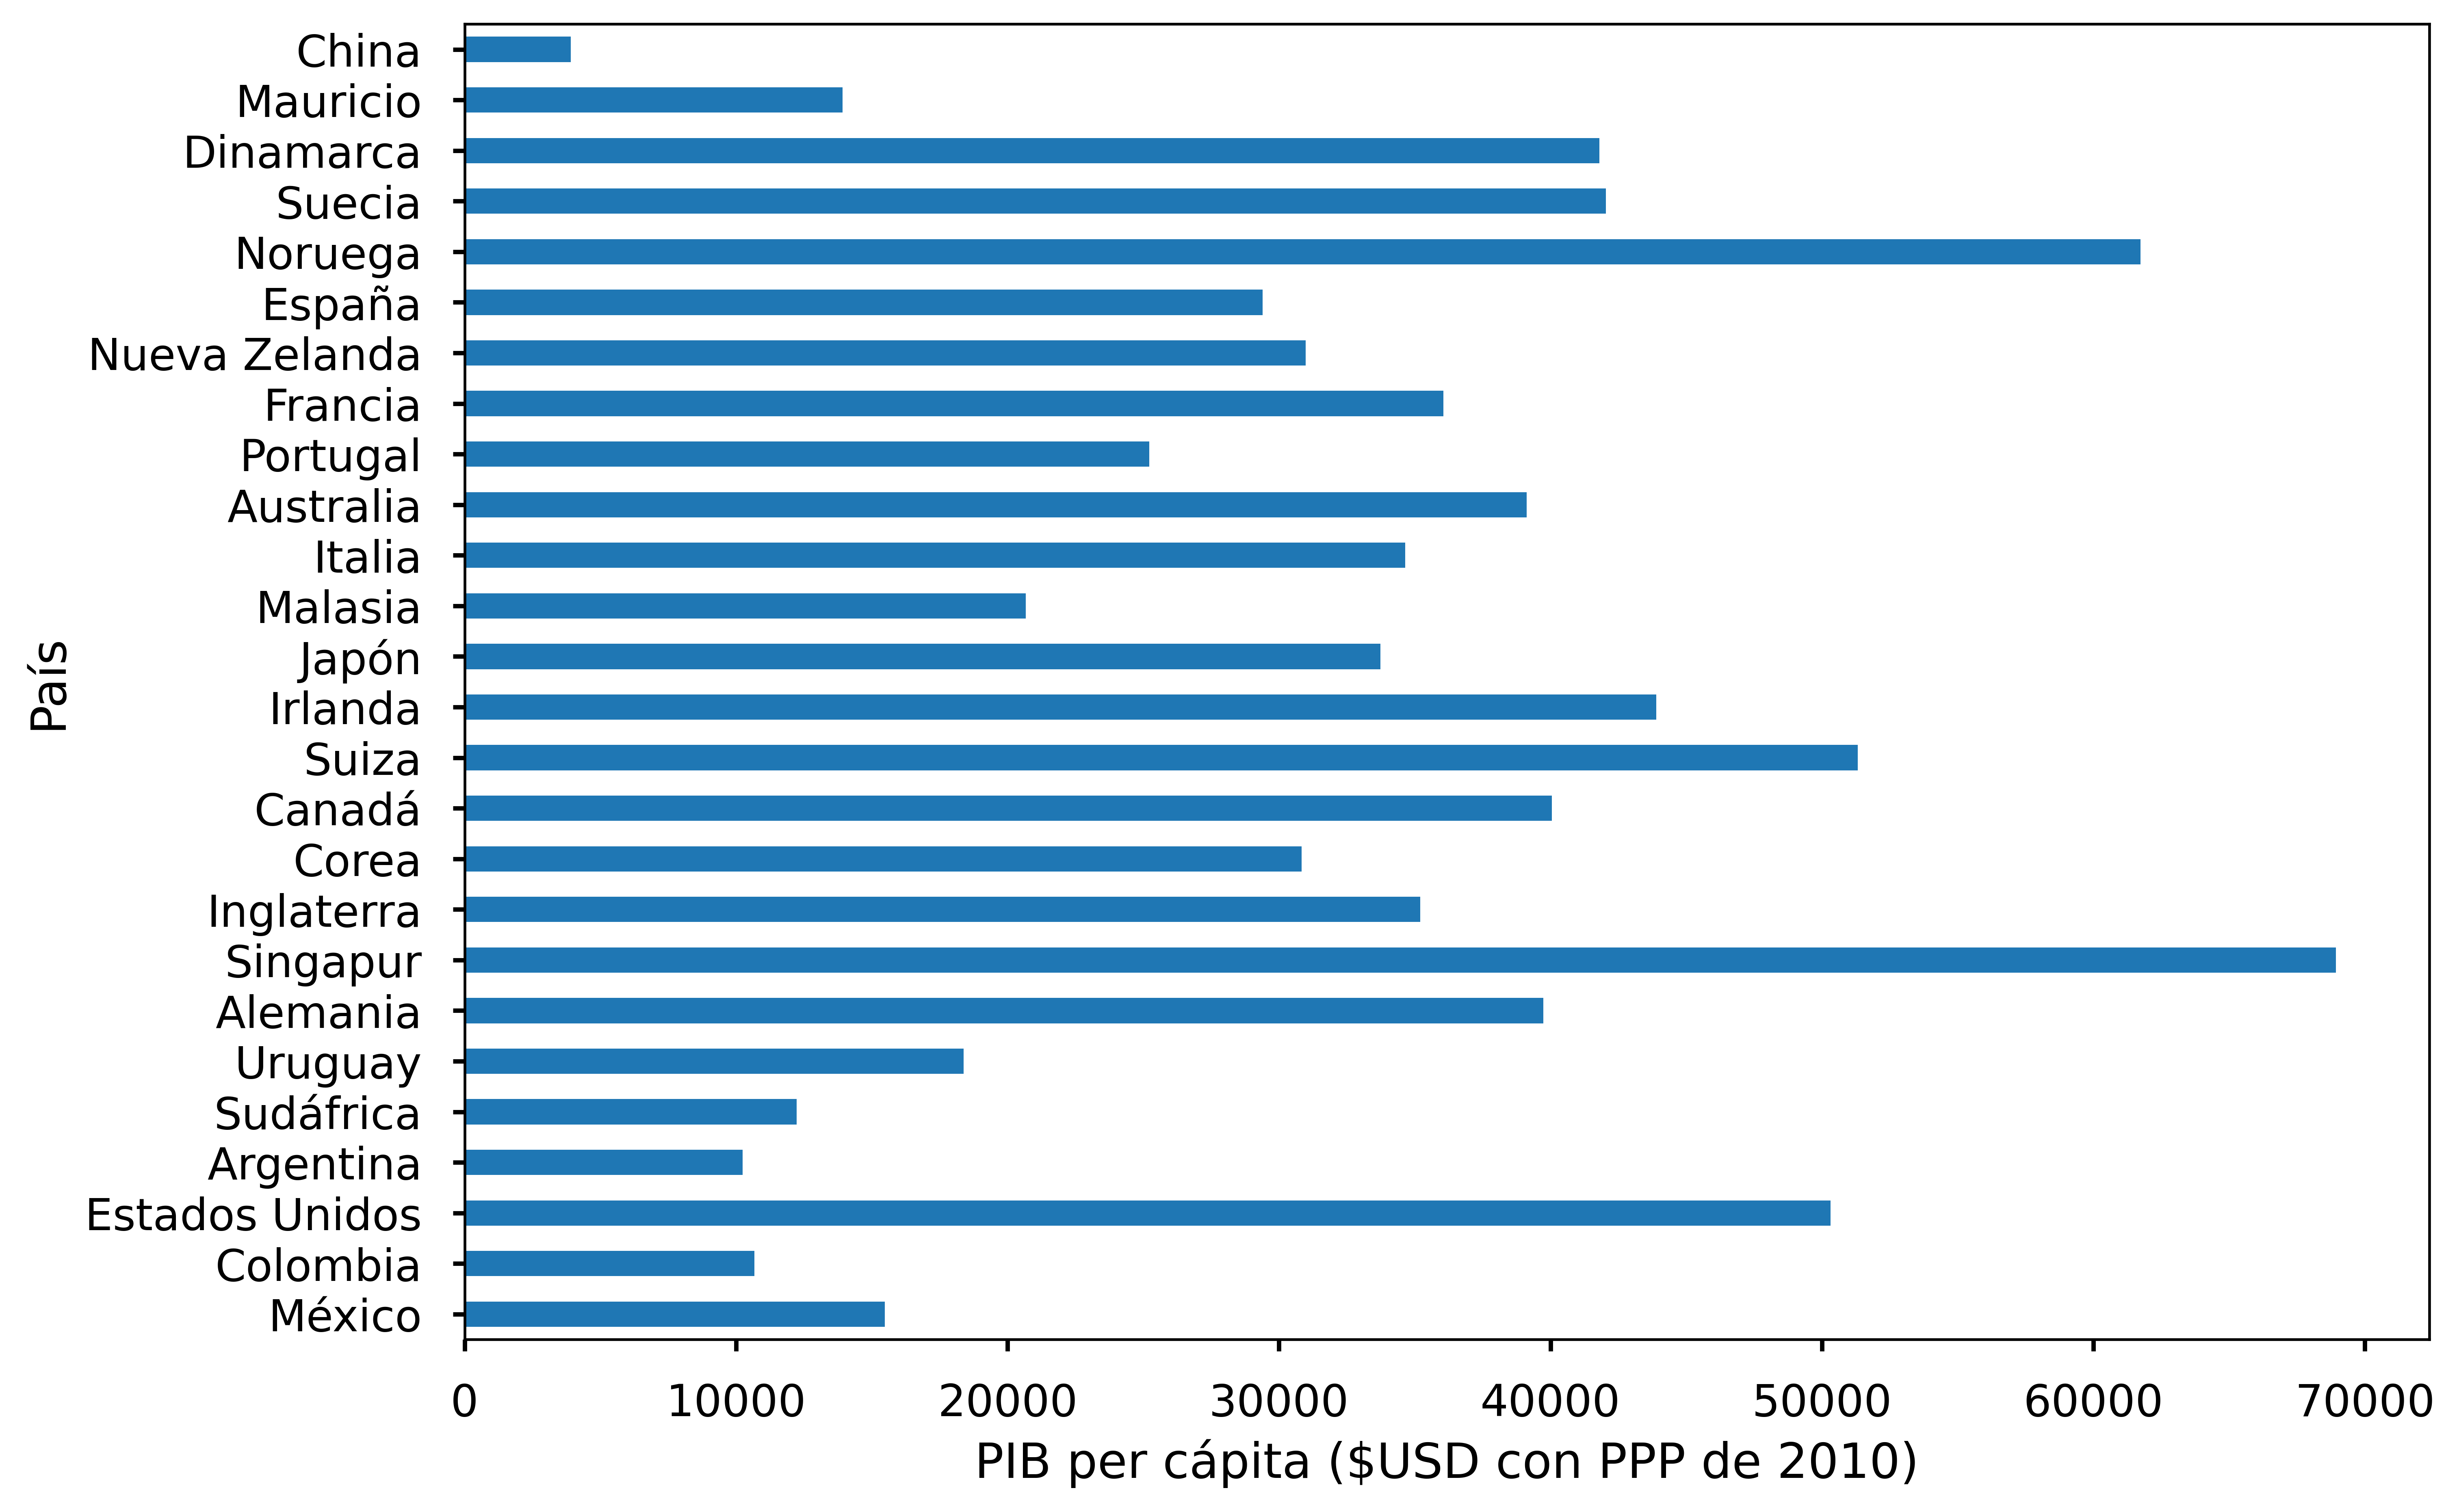 China
Mauricio
Dinamarca
Suecia
Noruega
España
Nueva Zelanda
Francia
Portugal
Australia
Italia
Malasia
Japón
Irlanda
Suiza
Canadá
Corea
Inglaterra
Singapur
Alemania
Uruguay
Sudáfrica
Argentina
Estados Unidos
Colombia
México
País
0 10000 20000 30000 40000 50000 60000 70000
PIB per cápita ($USD con PPP de 2010)